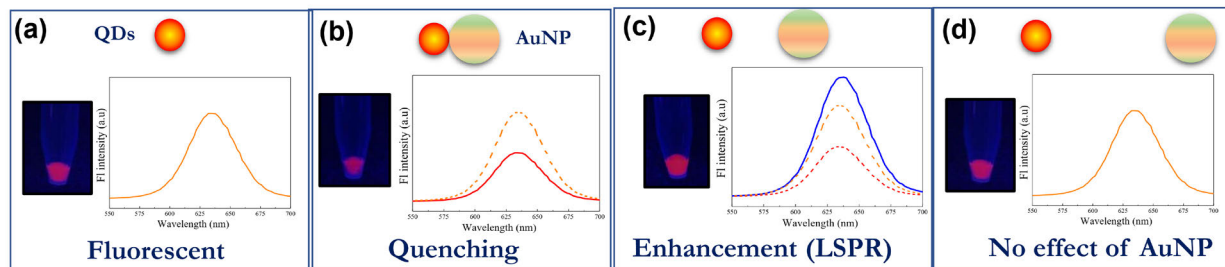 (a)
QDs
Fl intensity (a.u)
550 575 600 625 650 675 700
Wavelength (nm)
Fluorescent
(b)
AuNP
Fl intensity (a.u)
550 575 600 625 650 675 700
Wavelength (nm)
Quenching
(c)
Fl intensity (a.u)
550 575 600 625 650 675 700
Wavelength (nm)
Enhancement (LSPR)
(d)
Fl intensity (a.u)
550 575 600 625 650 675 700
Wavelength (nm)
No effect of AuNP